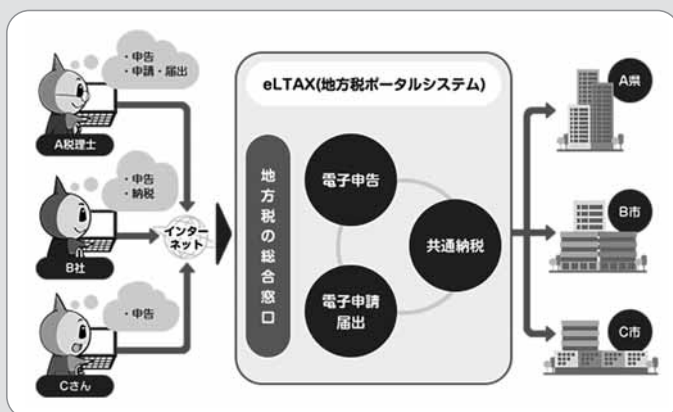 ・申告
・申請・届出
A税理士
・申告
・納税
B社
・申告
Cさん
インター
ネット
eLTAX(地方税ポータルシステム)
地方税の総合窓口
電子申告
共通納税
電子申請
届出
A県
B市
C市